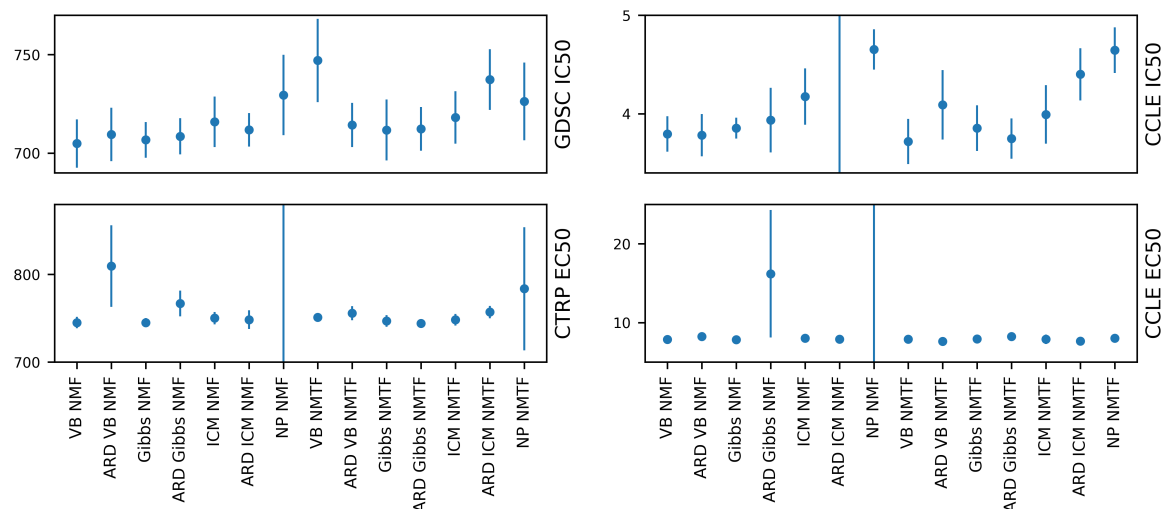 750
700
GDSC IC50
5
4
CCLE IC50
800
700
CTRP EC50
20
10
CCLE EC50
VB NMF
ARD VB NMF
Gibbs NMF
ARD Gibbs NMF
ICM NMF
ARD ICM NMF
NP NMF
VB NMTF
ARD VB NMTF
Gibbs NMTF
ARD Gibbs NMTF
ICM NMTF
ARD ICM NMTF
NP NMTF
VB NMF
ARD VB NMF
Gibbs NMF
ARD Gibbs NMF
ICM NMF
ARD ICM NMF
NP NMF
VB NMTF
ARD VB NMTF
Gibbs NMTF
ARD Gibbs NMTF
ICM NMTF
ARD ICM NMTF
NP NMTF